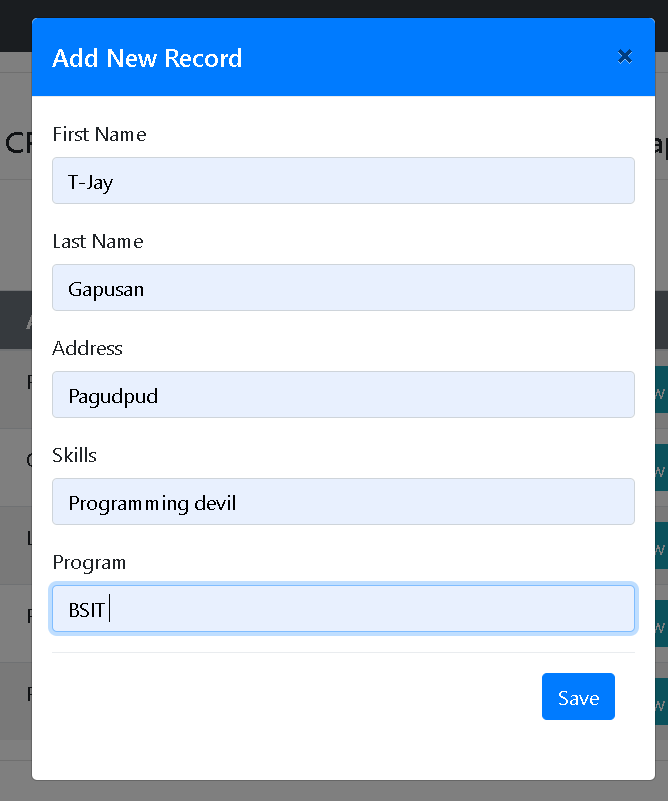 Add New Record
×
First Name
T-Jay
Last Name
Gapusan
Address
Pagudpud
Skills
Programming devil
Program
BSIT
Save